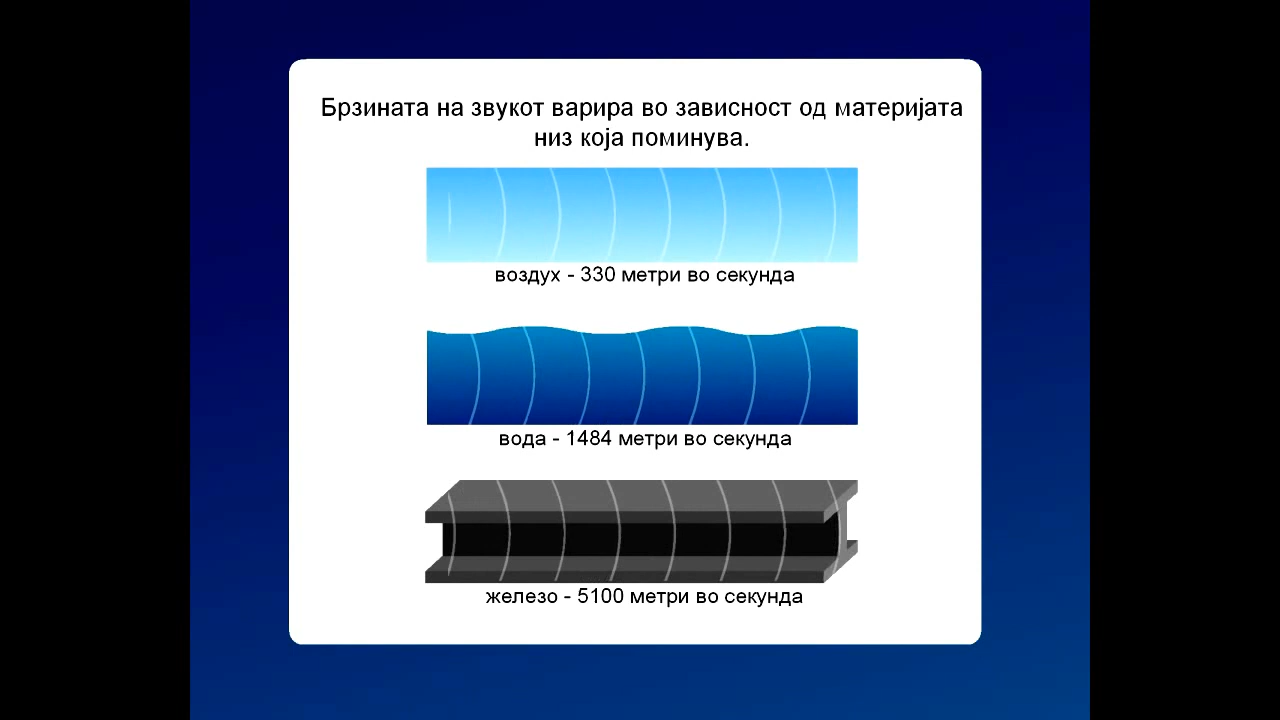 Брзината на звукот варира во зависност од материјата
низ која поминува.
воздух - 330 метри во секунда
вода - 1484 метри во секунда
железо - 5100 метри во секунда